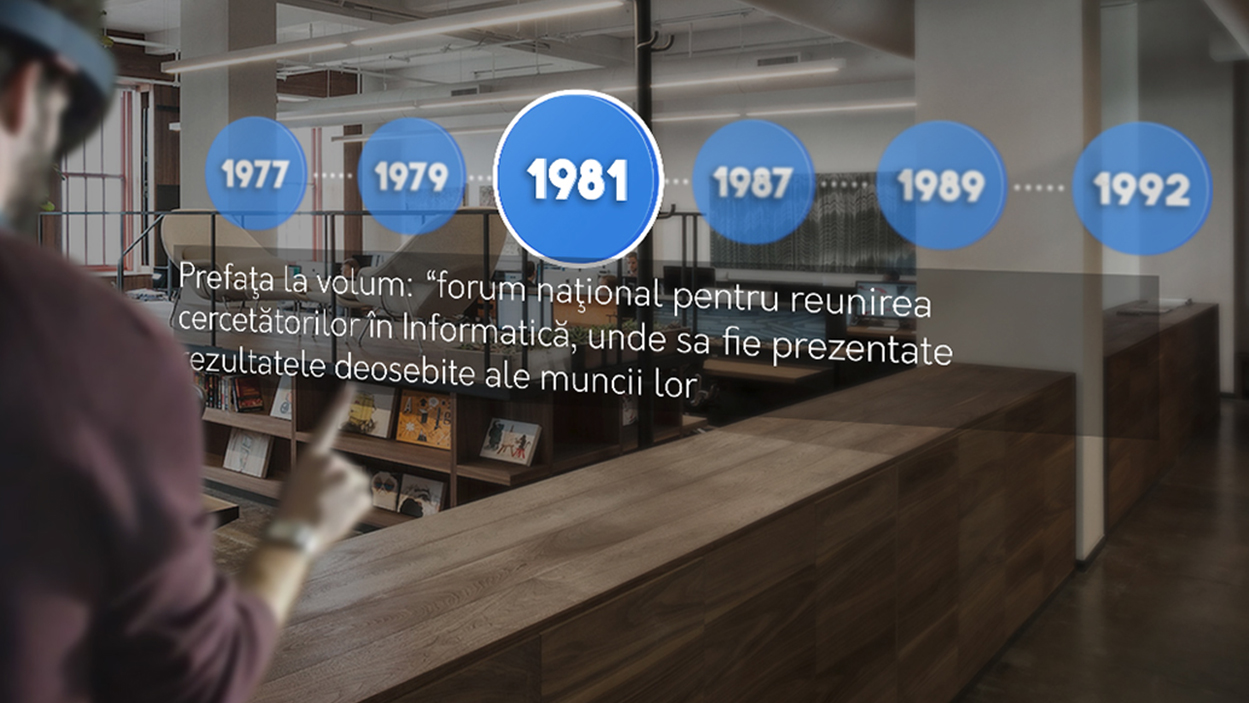 1977
1979
1981
1987
1989
1992
Prefaţa la volum: “forum naţional pentru reunirea
cercetătorilor în Informatică, unde sa fie prezentate
rezultatele deosebite ale muncii lor